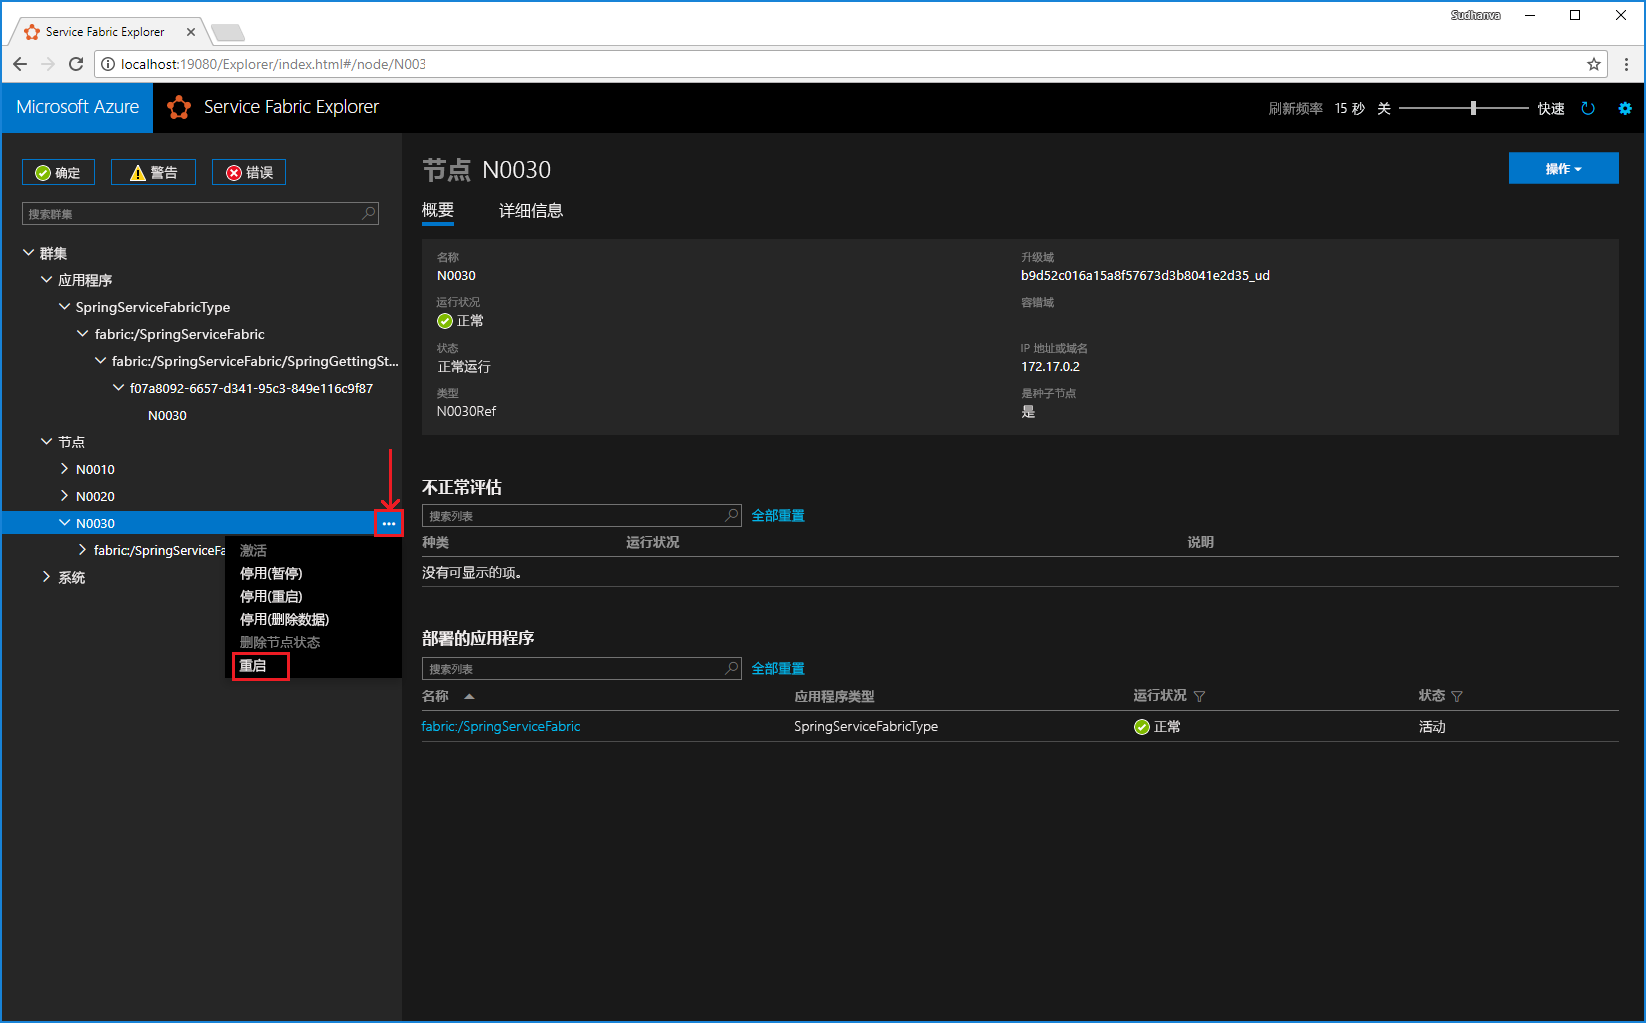 Sudhanva
Service Fabric Explorer
localhost:19080/Explorer/index.html#/node/N003
Microsoft Azure
Service Fabric Explorer
刷新频率 15 秒 关 快速
确定
警告
错误
搜索群集
群集
应用程序
SpringServiceFabricType
fabric:/SpringServiceFabric
fabric:/SpringServiceFabric/SpringGettingSt...
f07a8092-6657-d341-95c3-849e116c9f87
N0030
节点
N0010
N0020
N0030
...
fabric:/SpringServiceFa
系统
激活
停用(暂停)
停用(重启)
停用(删除数据)
删除节点状态
重启
节点 N0030
操作
概要
详细信息
名称
N0030
升级域
b9d52c016a15a8f57673d3b8041e2d35_ud
运行状况
正常
容错域
状态
正常运行
IP 地址或域名
172.17.0.2
类型
N0030Ref
是种子节点
是
不正常评估
搜索列表
全部重置
种类 运行状况 说明
没有可显示的项。
部署的应用程序
搜索列表
全部重置
名称 应用程序类型 运行状况 状态
fabric:/SpringServiceFabric SpringServiceFabricType 正常 活动